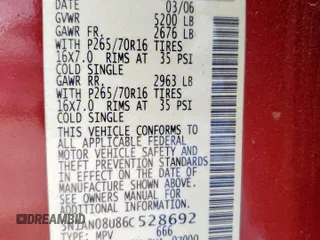 DATE 03/06
GVWR 5200 LB
GAWR FR. 2676 LB
WITH P265/70R16 TIRES
16X7.0 RIMS AT 35 PSI
COLD SINGLE
GAWR RR. 2963 LB
WITH P265/70R16 TIRES
16X7.0 RIMS AT 35 PSI
COLD SINGLE
THIS VEHICLE CONFORMS TO
ALL APPLICABLE FEDERAL
MOTOR VEHICLE SAFETY AND
THEFT PREVENTION STANDARDS
IN EFFECT ON THE DATE OF
MANUFACTURE SHOWN ABOVE.
SEE OWNERS MANUAL FOR
ADDITIONAL INFORMATION.
5N1AN08U86C528692
TYPE: MPV 666
DREAMBID